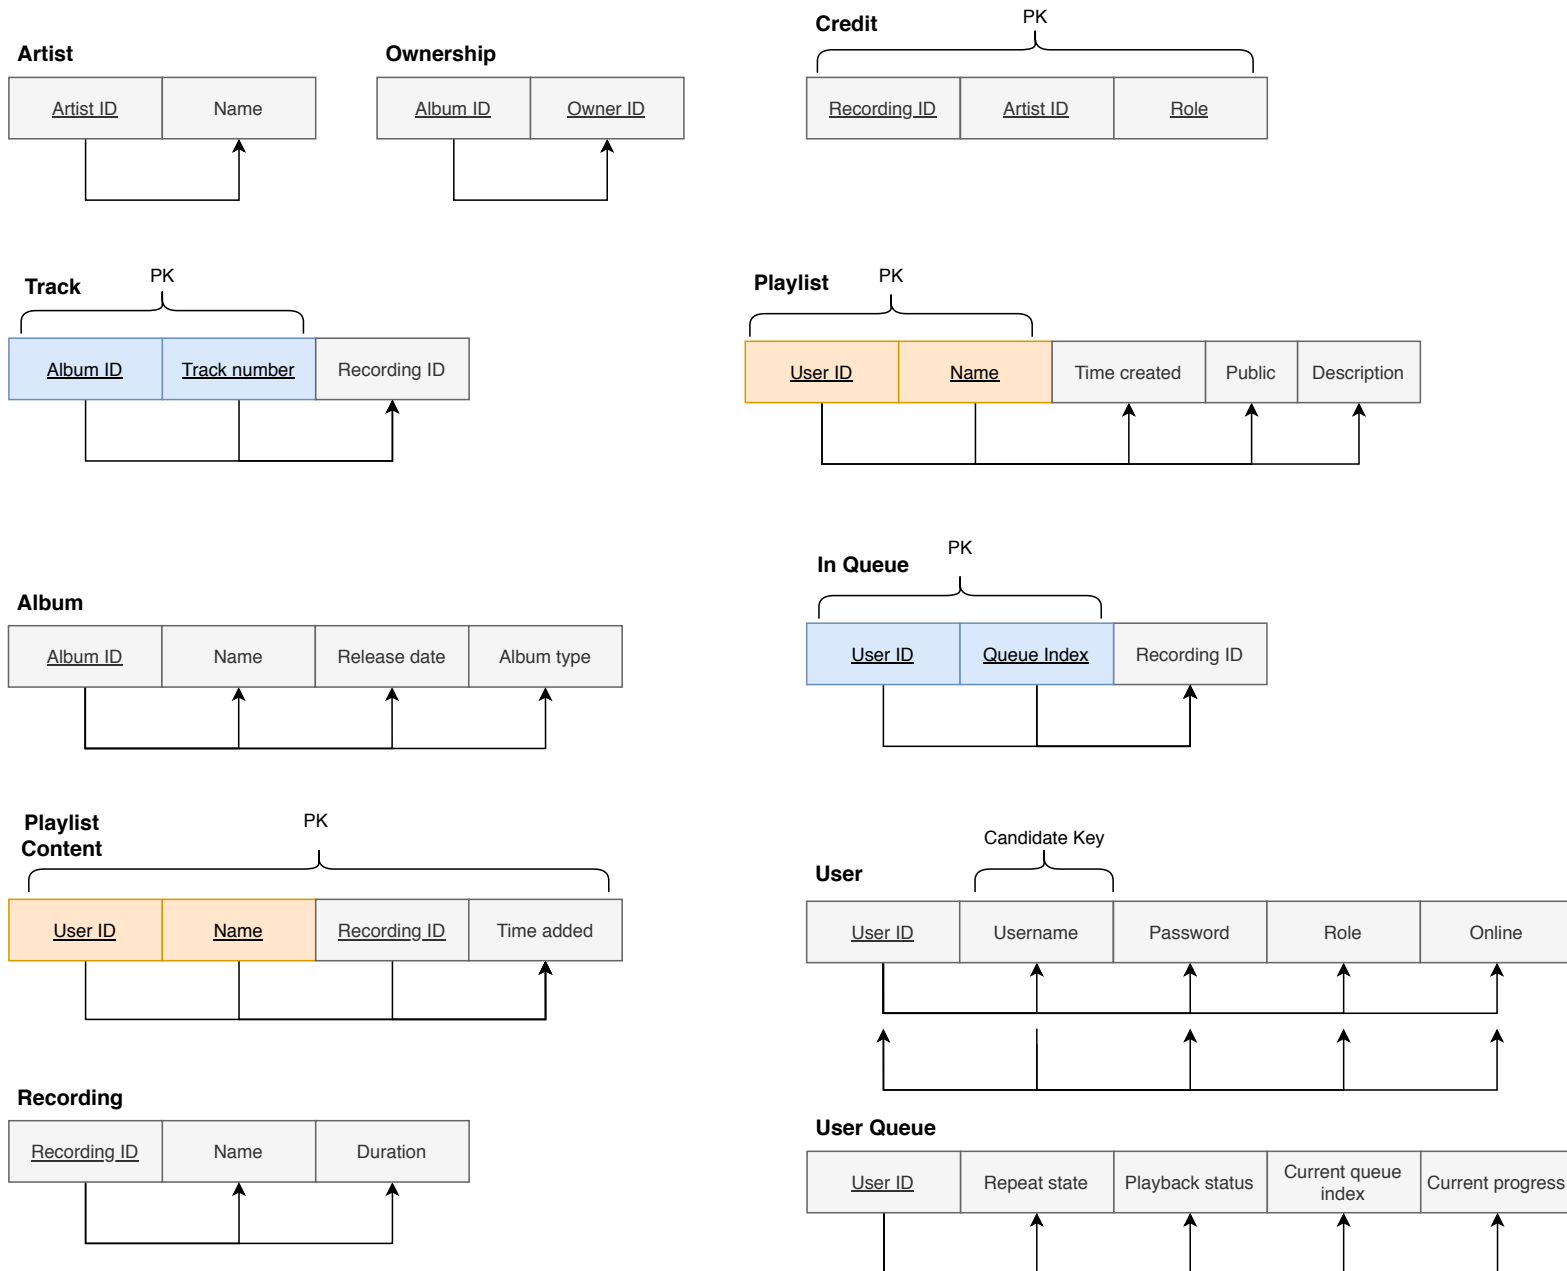 Artist
Artist ID
Name
Ownership
Album ID
Owner ID
Credit
PK
Recording ID
Artist ID
Role
Track
PK
Album ID
Track number
Recording ID
Playlist
PK
User ID
Name
Time created
Public
Description
Album
Album ID
Name
Release date
Album type
In Queue
PK
User ID
Queue Index
Recording ID
Playlist
Content
PK
User ID
Name
Recording ID
Time added
User
Candidate Key
User ID
Username
Password
Role
Online
Recording
Recording ID
Name
Duration
User Queue
User ID
Repeat state
Playback status
Current queue
index
Current progress